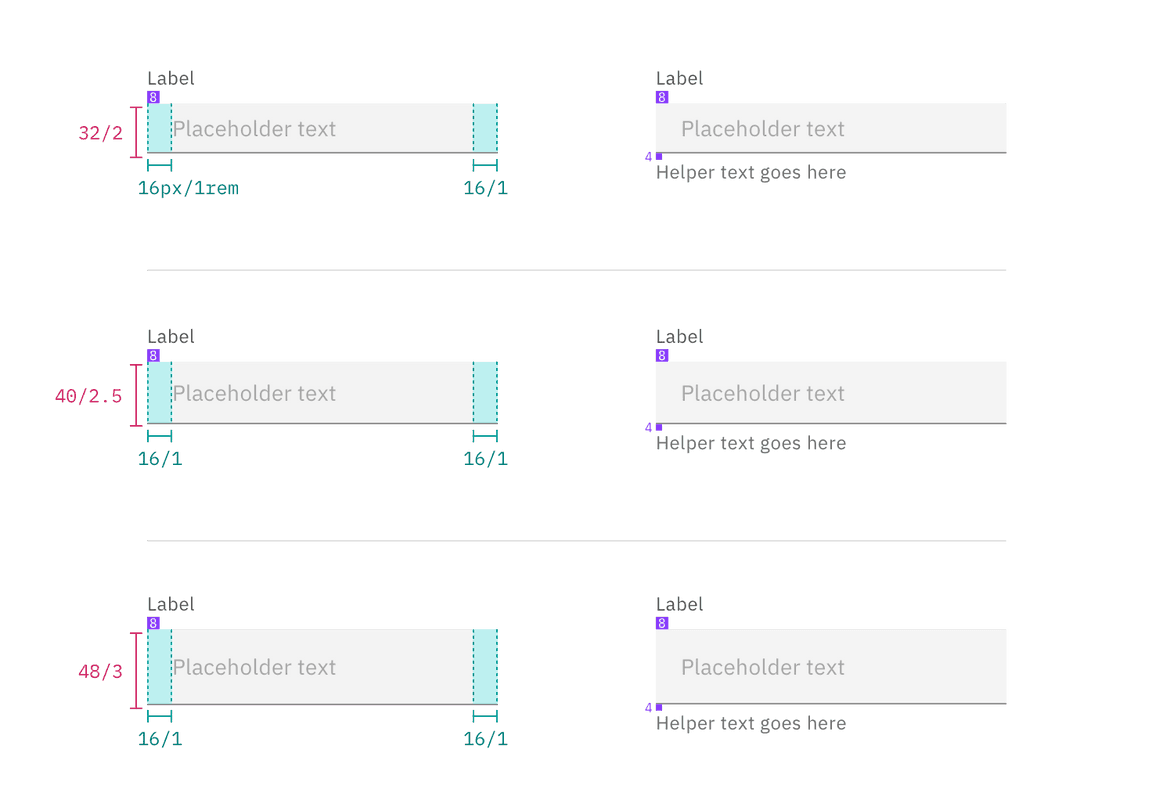 Label
8
32/2
Placeholder text
16px/1rem
16/1
Label
8
Placeholder text
4
Helper text goes here
Label
8
40/2.5
Placeholder text
16/1
16/1
Label
8
Placeholder text
4
Helper text goes here
Label
8
48/3
Placeholder text
16/1
16/1
Label
8
Placeholder text
4
Helper text goes here